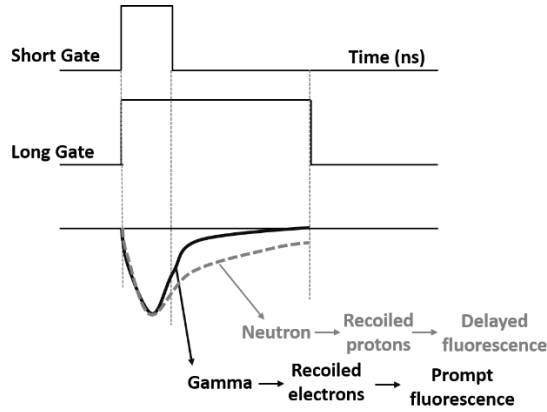 Short Gate
Time (ns)
Long Gate
Neutron
Recoiled
protons
Delayed
fluorescence
Gamma
Recoiled
electrons
Prompt
fluorescence